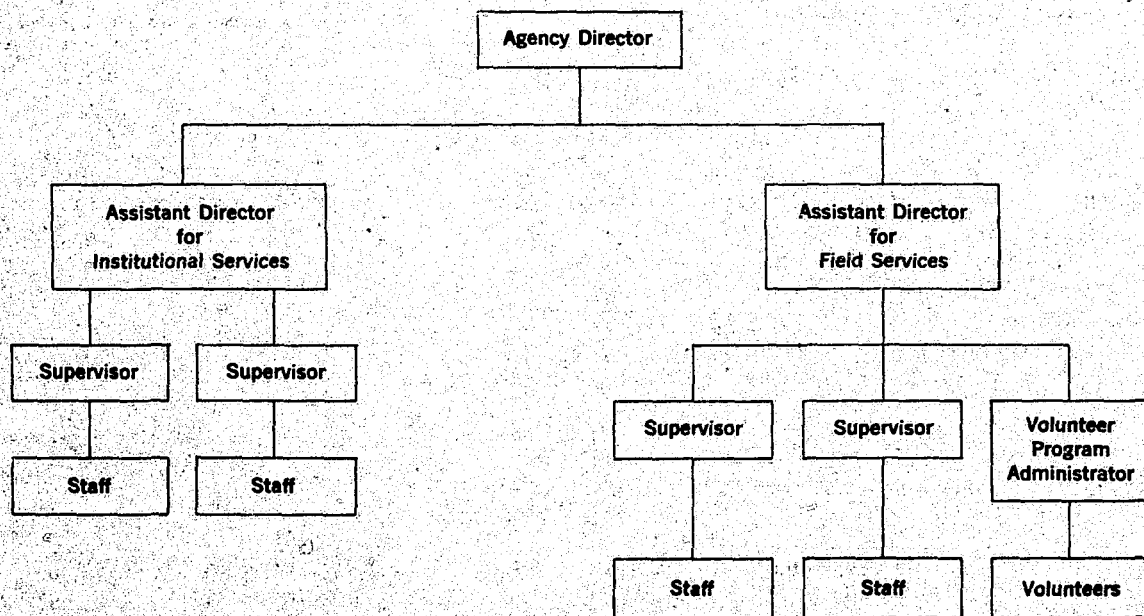 Agency Director
Assistant Director
for
Institutional Services
Assistant Director
for
Field Services
Supervisor
Supervisor
Staff
Staff
Supervisor
Supervisor
Volunteer
Program
Administrator
Staff
Staff
Volunteers